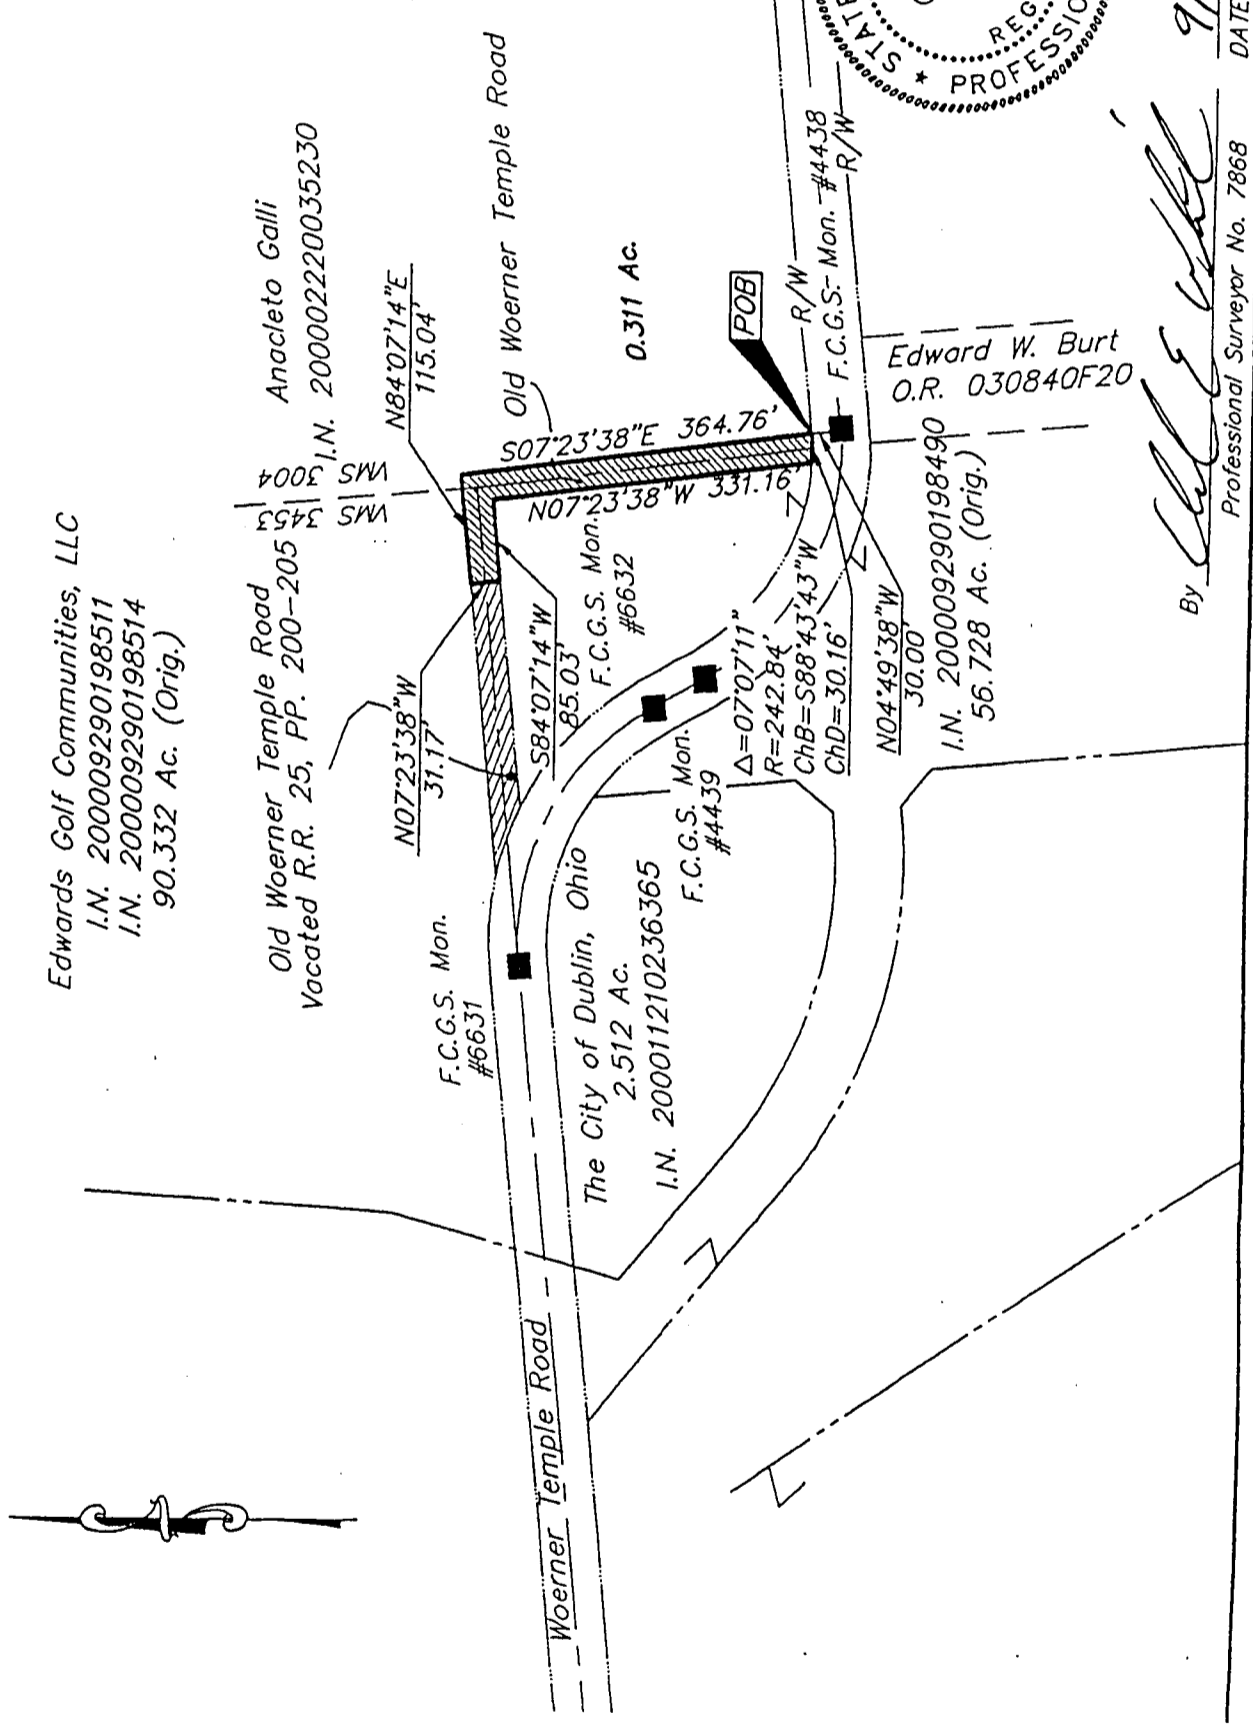 Edwards Golf Communities, LLC
I.N. 200009290198511
I.N. 200009290198514
90.332 Ac. (Orig.)
Old Woerner Temple Road
Vacated R.R. 25, PP. 200-205
VMS 3453
VMS 3004
Anacleto Galli
I.N. 200002220035230
N84°07'14"E
115.04'
N07°23'38"W
31.17'
Old Woerner Temple Road
S07°23'38"E 364.76'
N07°23'38"W 331.16'
0.311 Ac.
S84°07'14"W
85.03'
F.C.G.S. Mon.
#6631
F.C.G.S. Mon.
#6632
F.C.G.S. Mon.
#4439
POB
R/W
F.C.G.S. Mon. #4438
R/W
The City of Dublin, Ohio
2.512 Ac.
I.N. 200011210236365
Δ=07°07'11"
R=242.84'
ChB=S88°43'43"W
ChD=30.16'
N04°49'38"W
30.00'
Edward W. Burt
O.R. 030840F20
I.N. 200009290198490
56.728 Ac. (Orig.)
Woerner Temple Road
By
Professional Surveyor No. 7868
DATE